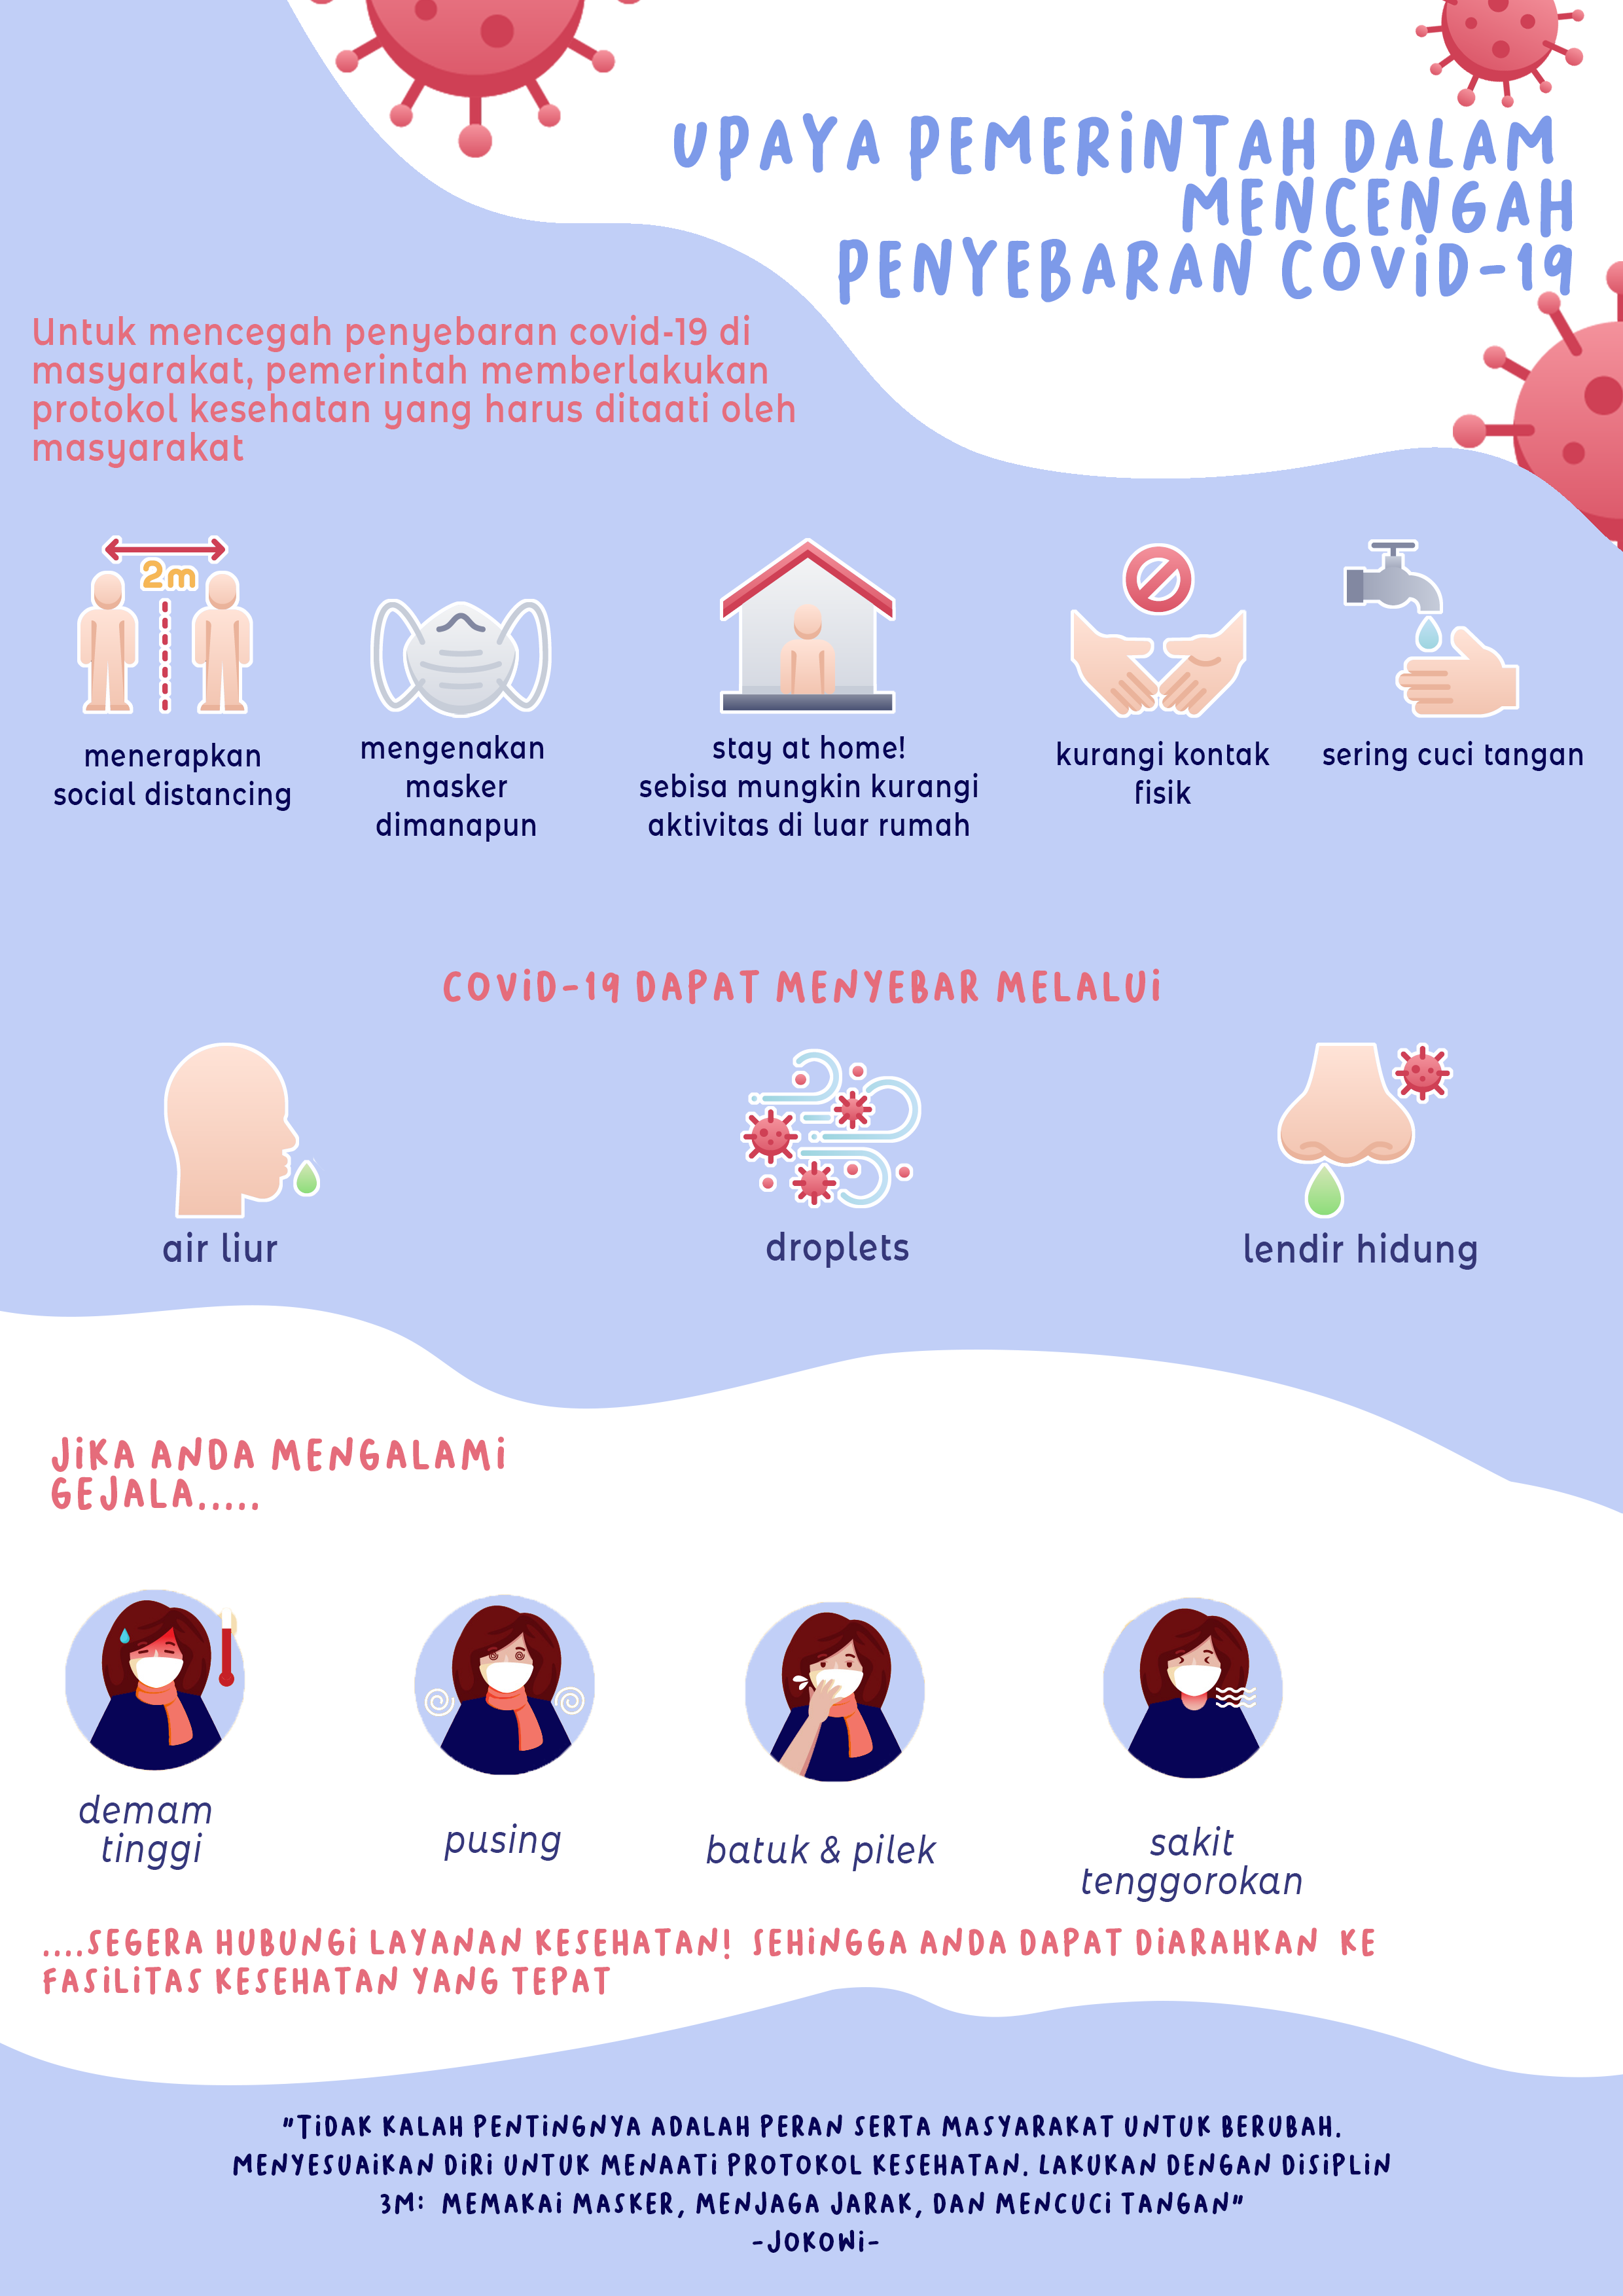 UPAYA PEMERiNTAH DALAM
MENCENGAH
PENYEBARAN COViD-19
Untuk mencegah penyebaran covid-19 di
masyarakat, pemerintah memberlakukan
protokol kesehatan yang harus ditaati oleh
masyarakat
2m
menerapkan
social distancing
mengenakan
masker
dimanapun
stay at home!
sebisa mungkin kurangi
aktivitas di luar rumah
kurangi kontak
fisik
sering cuci tangan
COViD-19 DAPAT MENYEBAR MELALUi
air liur
droplets
lendir hidung
JiKA ANDA MENGALAMi
GEJALA.....
demam
tinggi
pusing
batuk & pilek
sakit
tenggorokan
....SEGERA HUBUNGi LAYANAN KESEHATAN! SEHiNGGA ANDA DAPAT DiARAHKAN KE
FASiLiTAS KESEHATAN YANG TEPAT
"TiDAK KALAH PENTiNGNYA ADALAH PERAN SERTA MASYARAKAT UNTUK BERUBAH.
MENYESUAiKAN DiRi UNTUK MENAATi PROTOKOL KESEHATAN. LAKUKAN DENGAN DiSiPLiN
3M: MEMAKAi MASKER, MENJAGA JARAK, DAN MENCUCi TANGAN"
-JOKOWi-